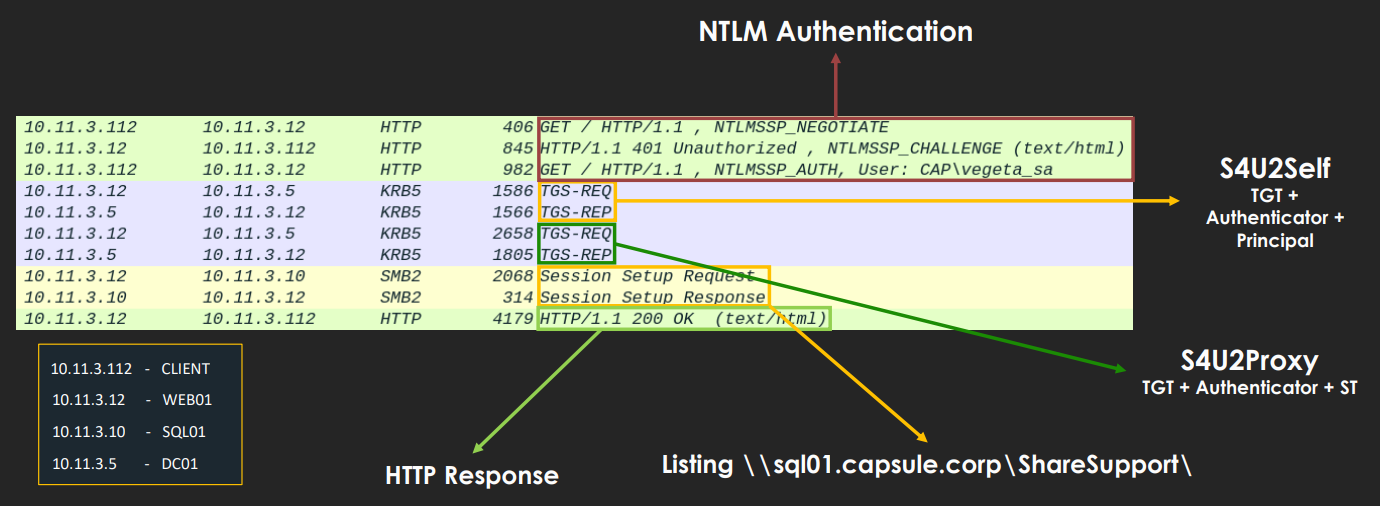 NTLM Authentication
10.11.3.112 10.11.3.12 HTTP 406 GET / HTTP/1.1 , NTLMSSP_NEGOTIATE
10.11.3.12 10.11.3.112 HTTP 845 HTTP/1.1 401 Unauthorized , NTLMSSP_CHALLENGE (text/html)
10.11.3.112 10.11.3.12 HTTP 982 GET / HTTP/1.1 , NTLMSSP_AUTH, User: CAP\vegeta_sa
10.11.3.12 10.11.3.5 KRB5 1586 TGS-REQ
10.11.3.5 10.11.3.12 KRB5 1566 TGS-REP
10.11.3.12 10.11.3.5 KRB5 2658 TGS-REQ
10.11.3.5 10.11.3.12 KRB5 1805 TGS-REP
10.11.3.12 10.11.3.10 SMB2 2068 Session Setup Request
10.11.3.10 10.11.3.12 SMB2 314 Session Setup Response
10.11.3.12 10.11.3.112 HTTP 4179 HTTP/1.1 200 OK (text/html)
S4U2Self
TGT +
Authenticator +
Principal
S4U2Proxy
TGT + Authenticator + ST
10.11.3.112 - CLIENT
10.11.3.12 - WEB01
10.11.3.10 - SQL01
10.11.3.5 - DC01
HTTP Response
Listing \\sql01.capsule.corp\ShareSupport\